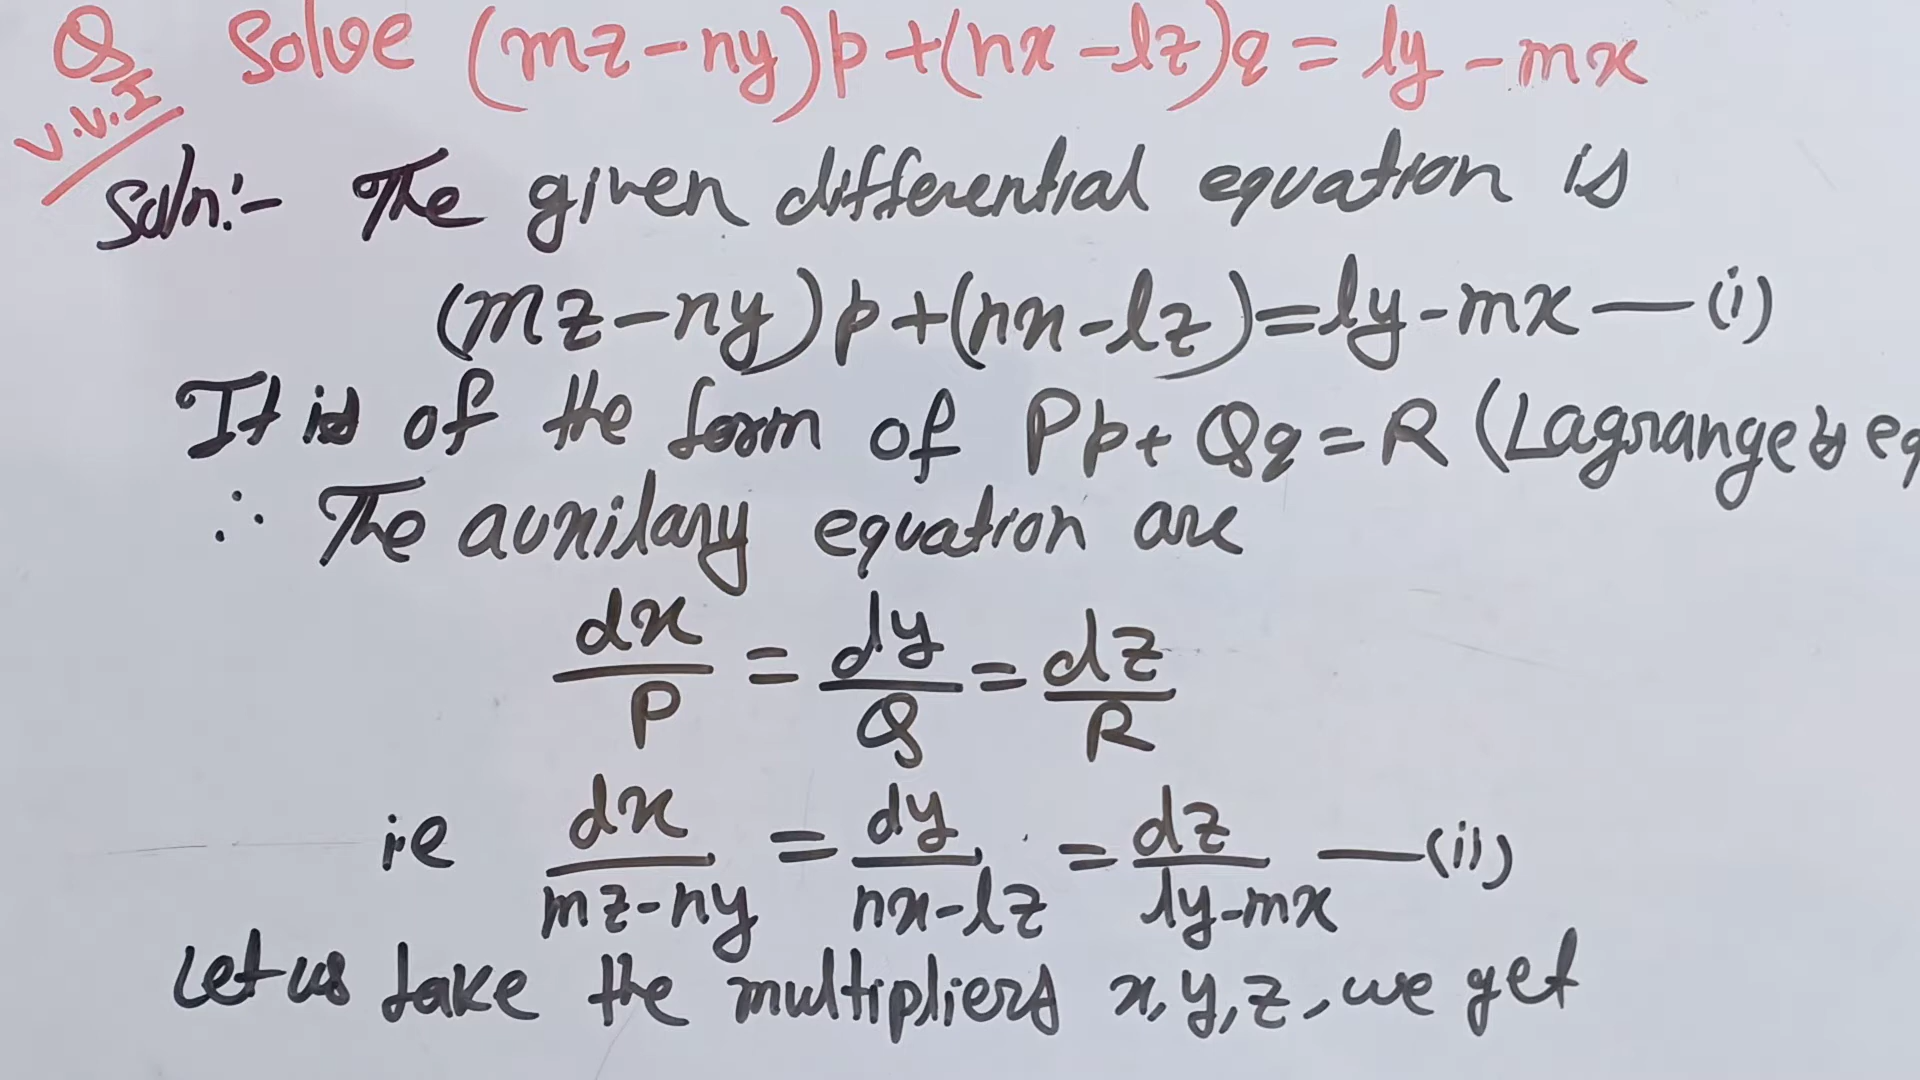 Q. Solve (mz-ny)p+(nx-lz)q = ly-mx
V.V.I
Soln:- The given differential equation is
(mz-ny)p+(nx-lz)=ly-mx —(i)
It is of the form of Pp+ Qq=R (Lagrange's eq
∴ The auxilary equation are
dx/P = dy/Q = dz/R
ie dx/mz-ny = dy/nx-lz = dz/ly-mx —(ii)
Let us take the multipliers x, y, z, we get